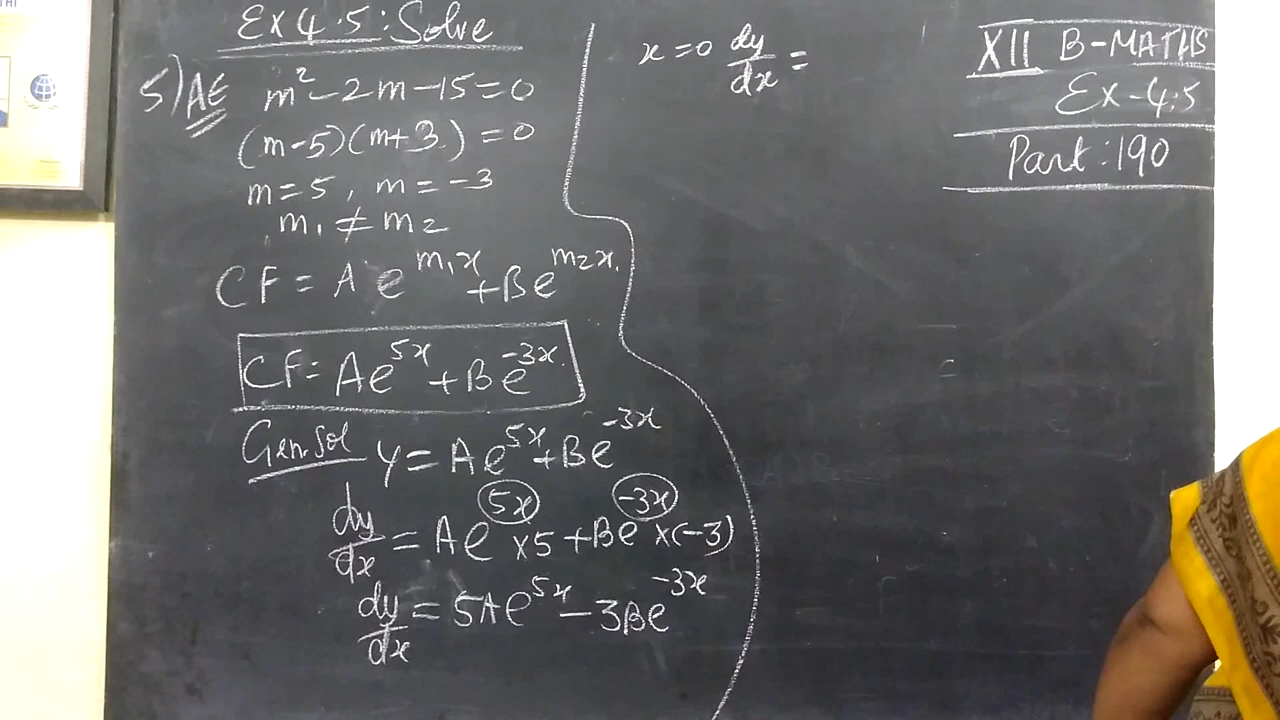 Ex 4.5: Solve
5) AE m² - 2m - 15 = 0
(m-5)(m+3) = 0
m = 5, m = -3
m₁ ≠ m₂
CF = A e^{m₁x} + Be^{m₂x}.
CF = Ae^{5x} + Be^{-3x}.
Gen. Sol y = Ae^{5x} + Be^{-3x}
dy/dx = Ae^{5x} × 5 + Be^{-3x} × (-3)
dy/dx = 5Ae^{5x} - 3Be^{-3x}
x = 0 dy/dx =
XII B-MATHS
Ex-4.5
Part: 190